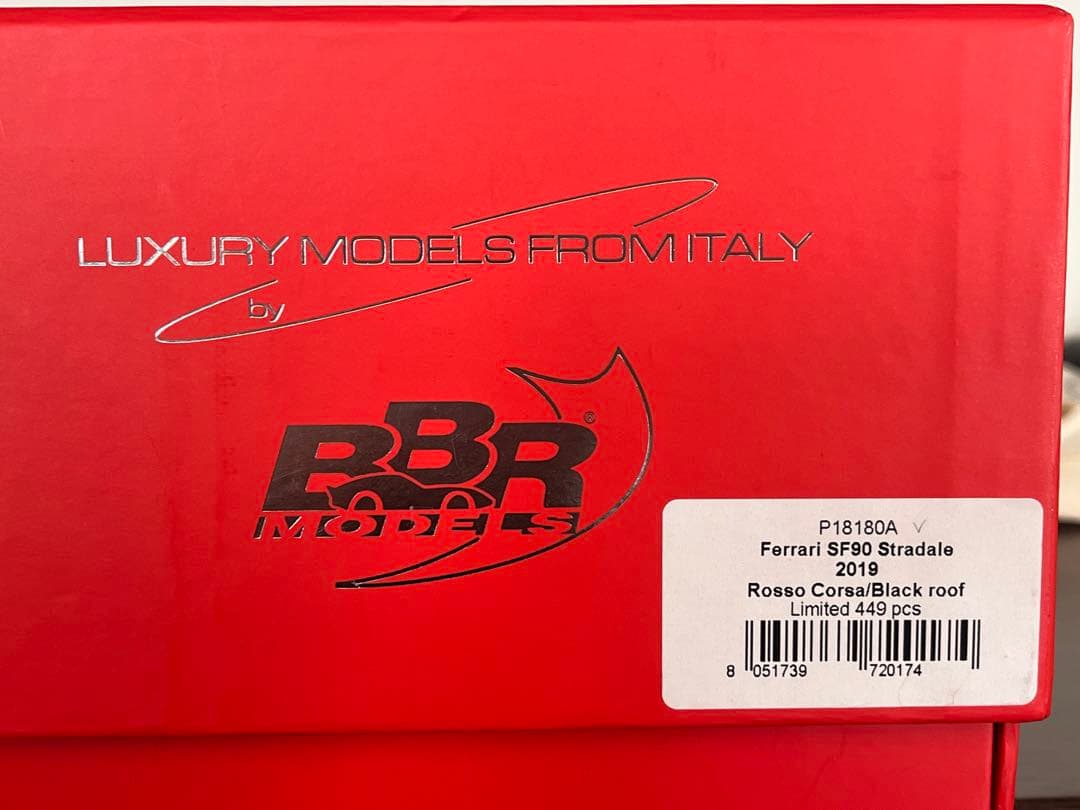 LUXURY MODELS FROM ITALY
by
BBR®
MODELS
P18180A ✓
Ferrari SF90 Stradale
2019
Rosso Corsa/Black roof
Limited 449 pcs
8 051739 720174